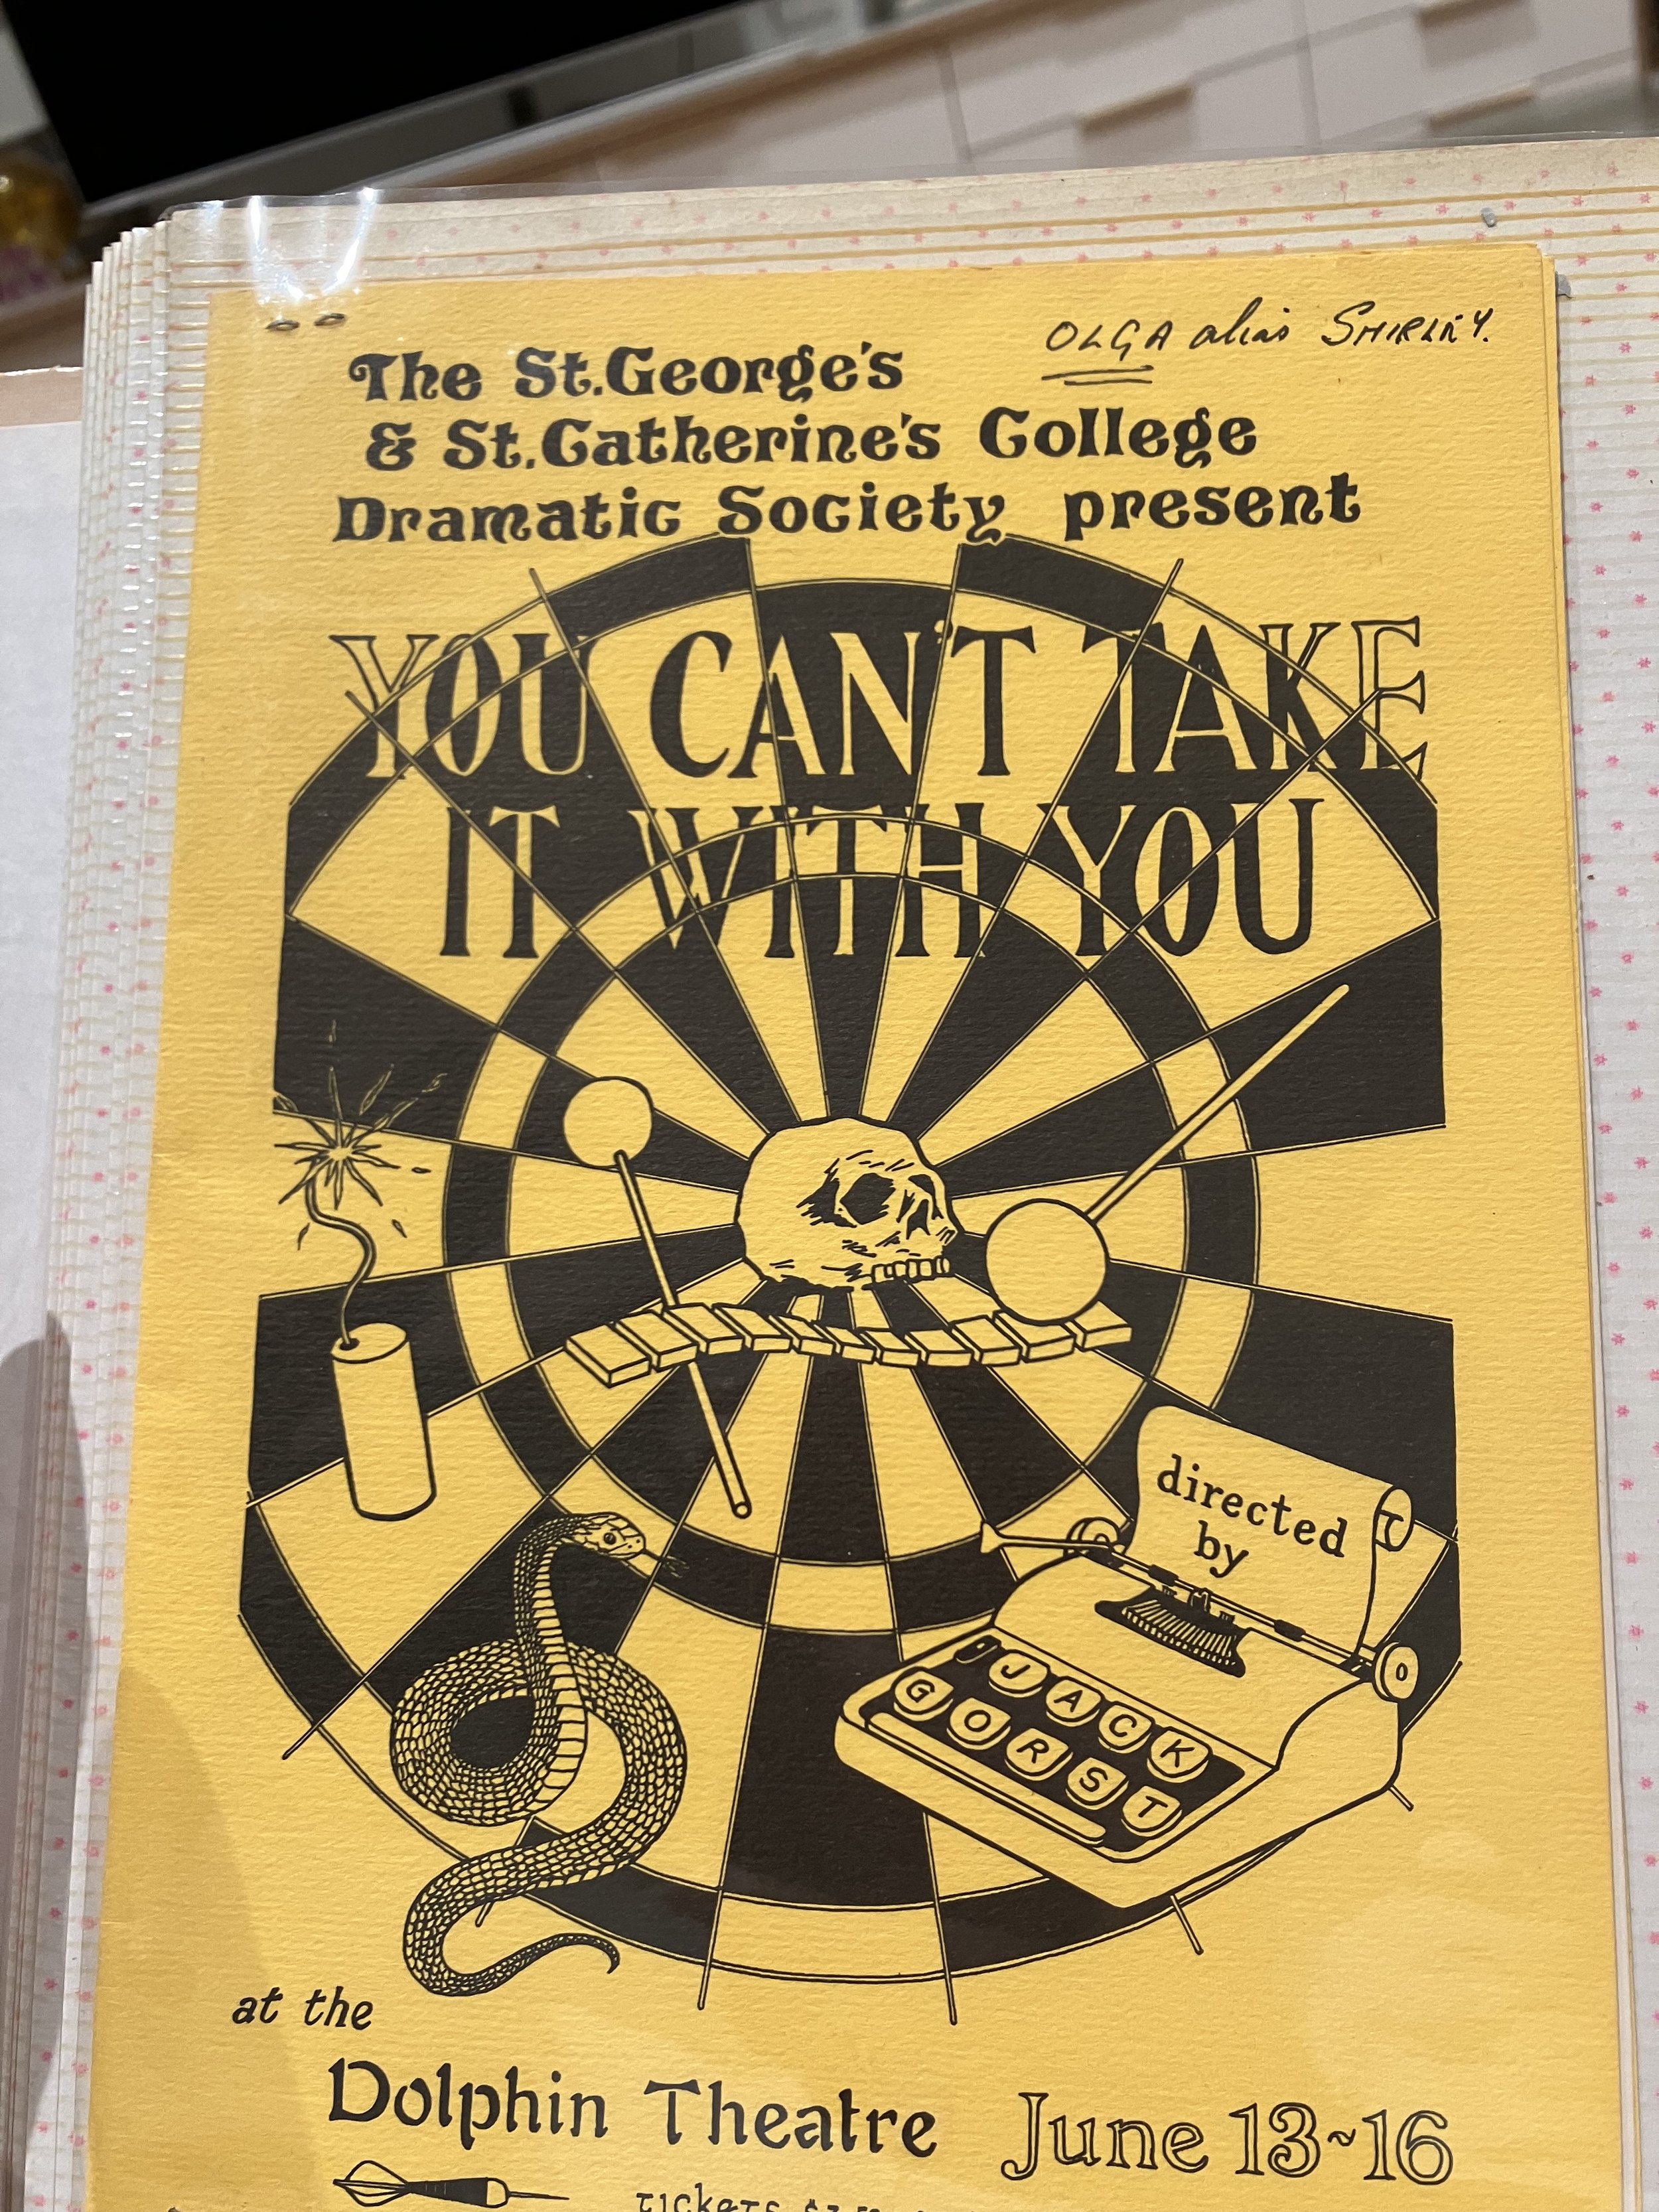 OLGA alias SHIRLEY.
The St.George's
& St.Catherine's College
Dramatic Society present
YOU CAN'T TAKE
IT WITH YOU
directed
by
JACK
GORST
at the
Dolphin Theatre June 13~16
tickets